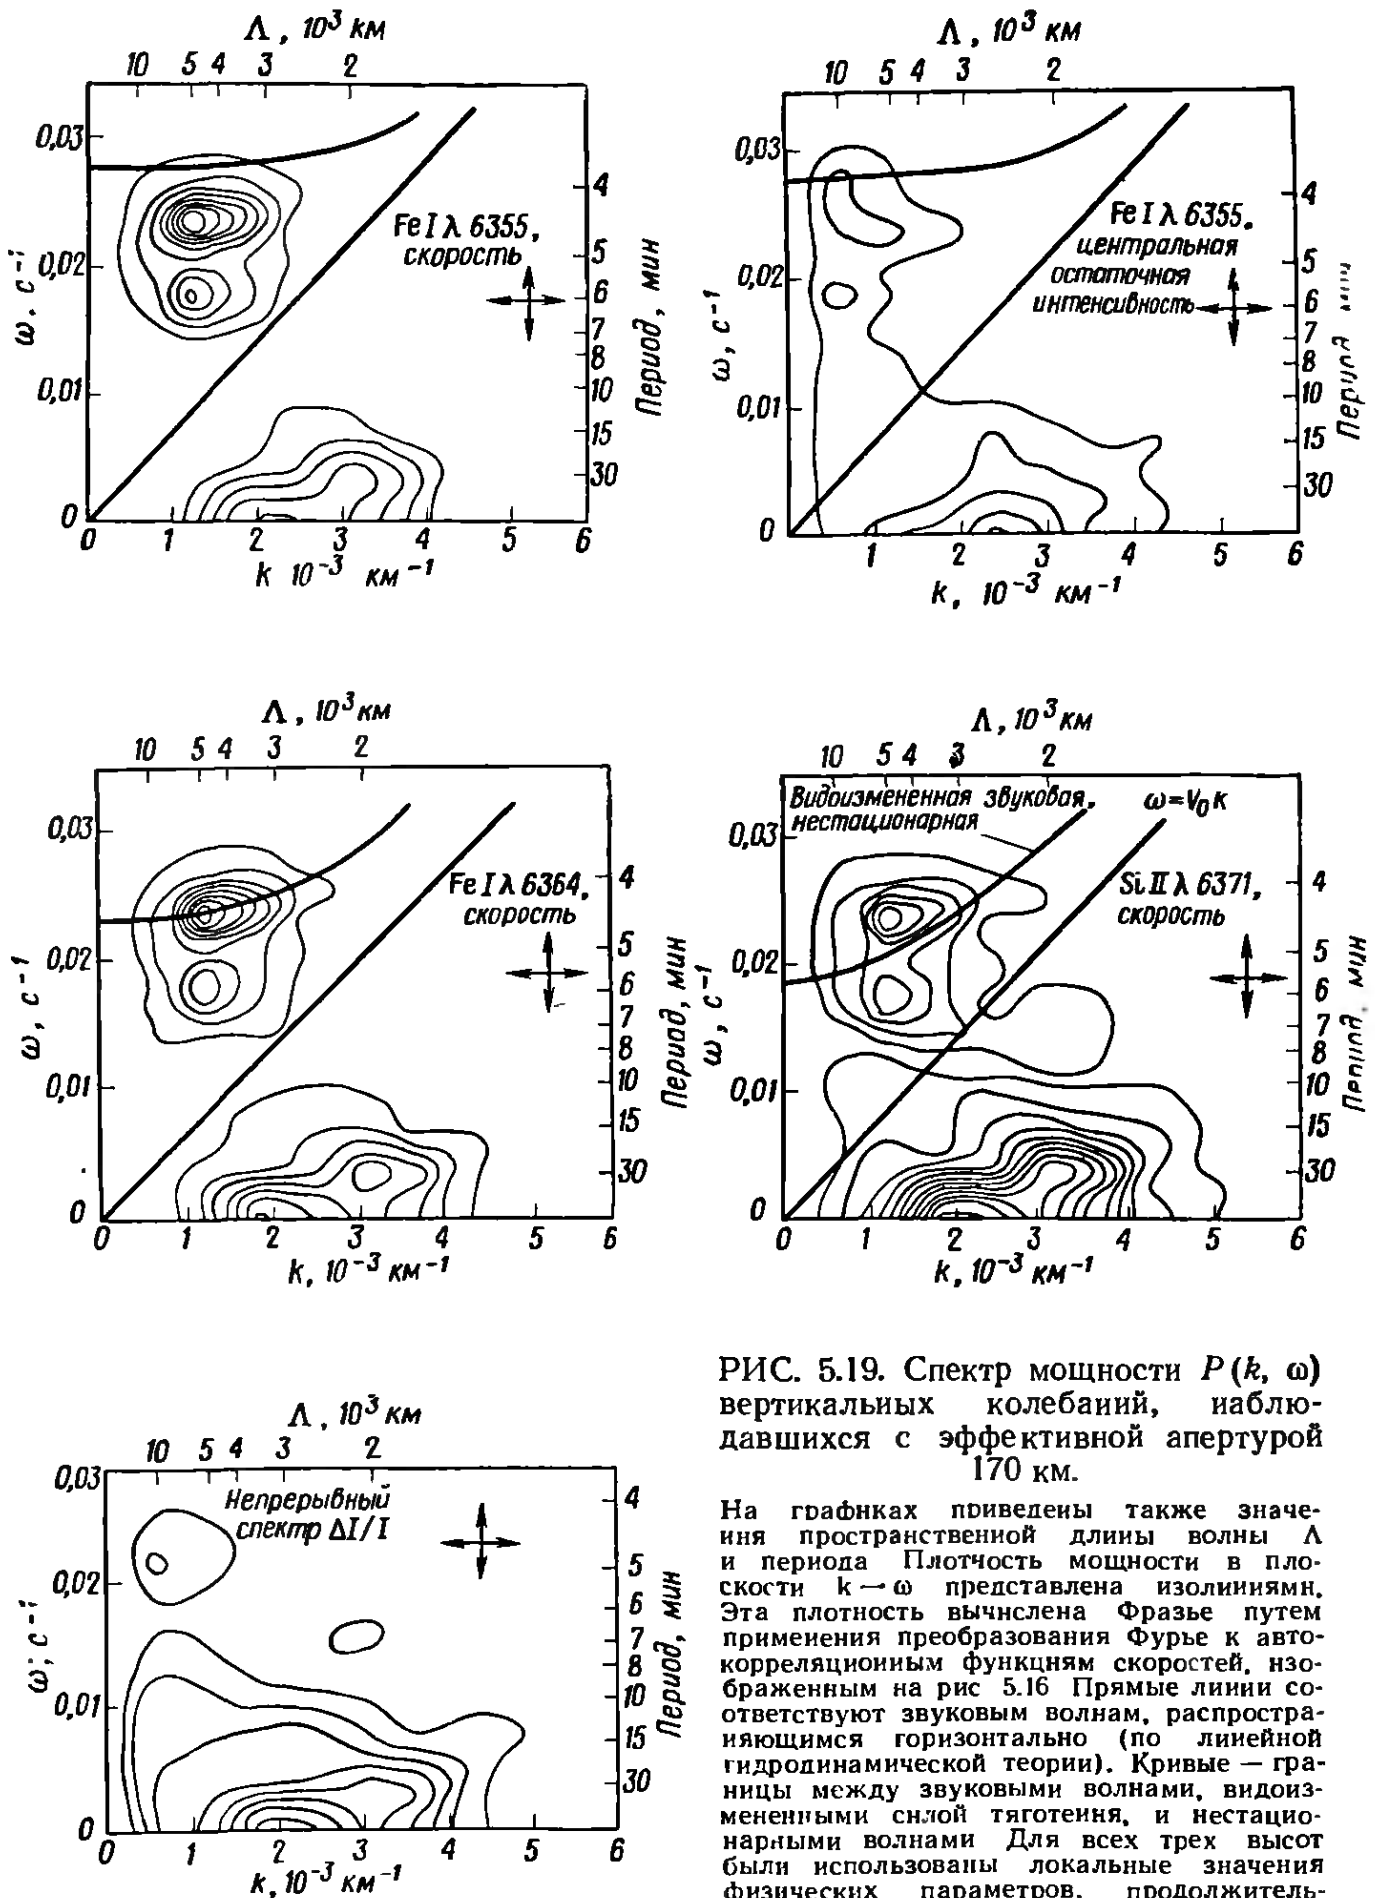 Λ, 10³ км
10 5 4 3 2
0,03
0,02
0,01
0
ω, с⁻¹
Fe I λ 6355,
скорость
4
5
6
7
8
10
15
30
Период, мин
0 1 2 3 4 5 6
k 10⁻³ км⁻¹
Λ, 10³ км
10 5 4 3 2
0,03
0,02
0,01
0
ω, с⁻¹
Fe I λ 6355.
центральная
остаточная
интенсивность
4
5
6
7
8
10
15
30
Период
0 1 2 3 4 5 6
k, 10⁻³ км⁻¹
Λ, 10³ км
10 5 4 3 2
0,03
0,02
0,01
0
ω, с⁻¹
Fe I λ 6364,
скорость
4
5
6
7
8
10
15
30
Период, мин
0 1 2 3 4 5 6
k, 10⁻³ км⁻¹
Λ, 10³ км
10 5 4 3 2
Видоизмененная звуковая,
нестационарная
ω=V₀k
0,03
0,02
0,01
0
ω, с⁻¹
Si II λ 6371,
скорость
4
5
6
7
8
10
15
30
Период, мин
0 1 2 3 4 5 6
k, 10⁻³ км⁻¹
Λ, 10³ км
10 5 4 3 2
0,03
0,02
0,01
0
ω; с⁻¹
Непрерывный
спектр ΔI/I
4
5
6
7
8
10
15
30
Период, мин
0 1 2 3 4 5 6
k, 10⁻³ км⁻¹
РИС. 5.19. Спектр мощности P(k, ω)
вертикальных колебаний, наблю-
давшихся с эффективной апертурой
170 км.
На графиках приведены также значе-
ния пространственной длины волны Λ
и периода Плотность мощности в пло-
скости k — ω представлена изолиниями.
Эта плотность вычислена Фразье путем
применения преобразования Фурье к авто-
корреляционным функциям скоростей, изо-
браженным на рис 5.16 Прямые линии со-
ответствуют звуковым волнам, распростра-
няющимся горизонтально (по линейной
гидродинамической теории). Кривые — гра-
ницы между звуковыми волнами, видоиз-
мененными силой тяготения, и нестацио-
нарными волнами Для всех трех высот
были использованы локальные значения
физических параметров, продолжитель-